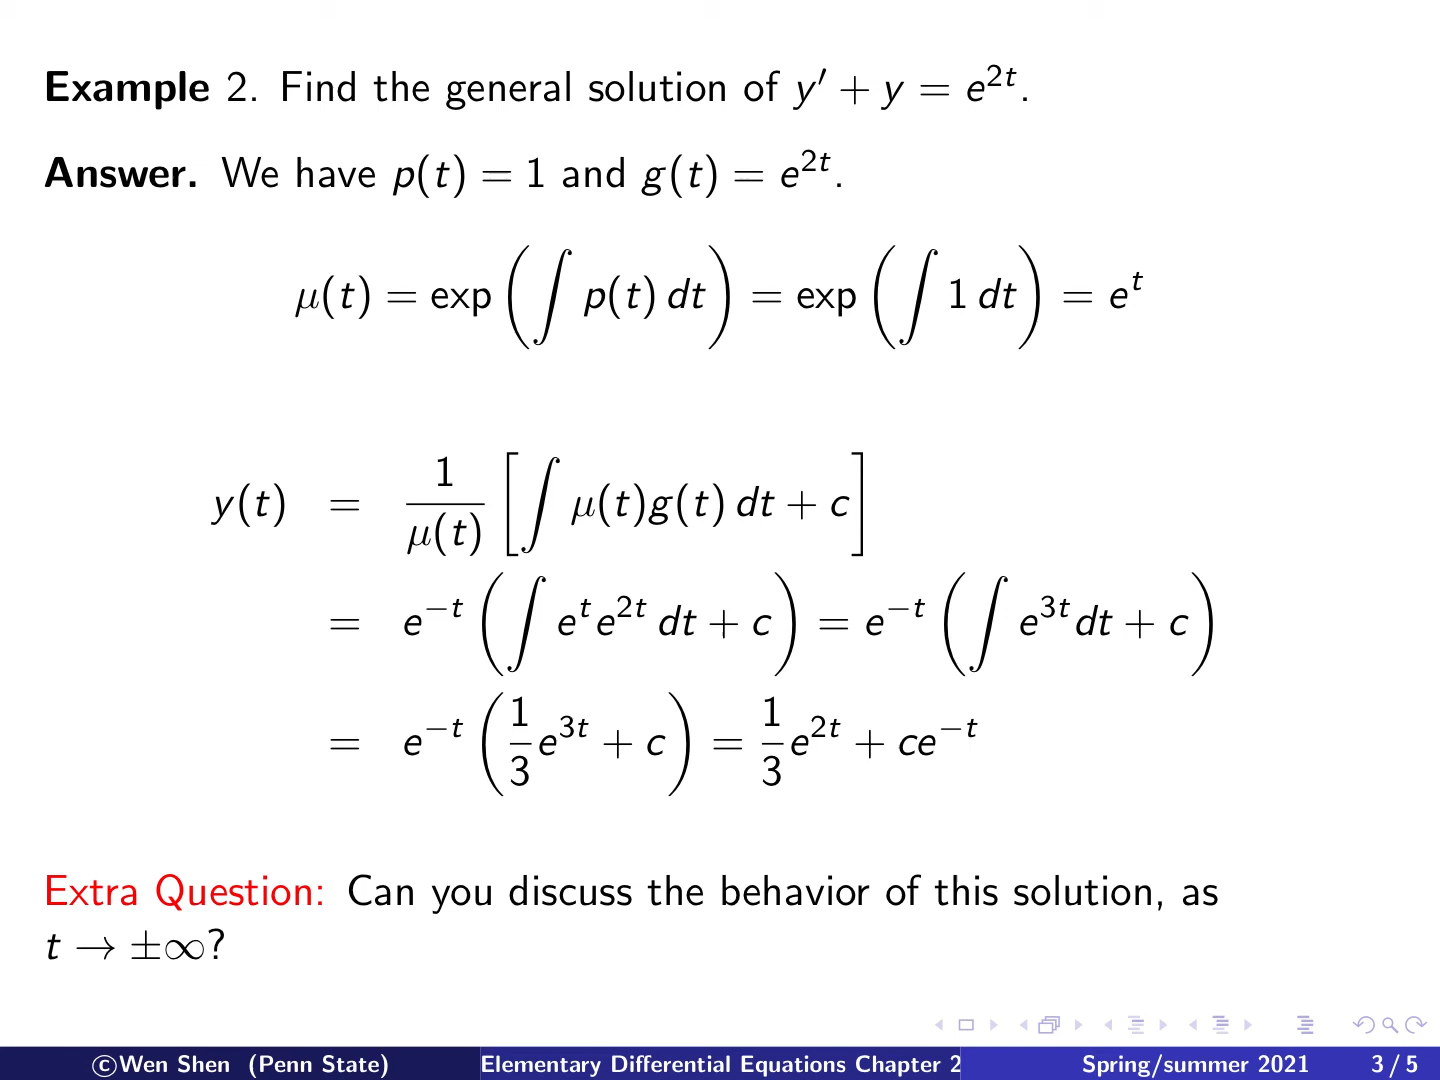 Example 2. Find the general solution of y′ + y = e^{2t}.
Answer. We have p(t) = 1 and g(t) = e^{2t}.
μ(t) = exp (∫ p(t) dt) = exp (∫ 1 dt) = e^t
y(t) = \frac{1}{μ(t)} [∫ μ(t)g(t) dt + c]
= e^{−t} (∫ e^t e^{2t} dt + c) = e^{−t} (∫ e^{3t} dt + c)
= e^{−t} (\frac{1}{3} e^{3t} + c) = \frac{1}{3} e^{2t} + ce^{−t}
Extra Question: Can you discuss the behavior of this solution, as
t → ±∞?
©Wen Shen (Penn State) Elementary Differential Equations Chapter 2 Spring/summer 2021 3 / 5